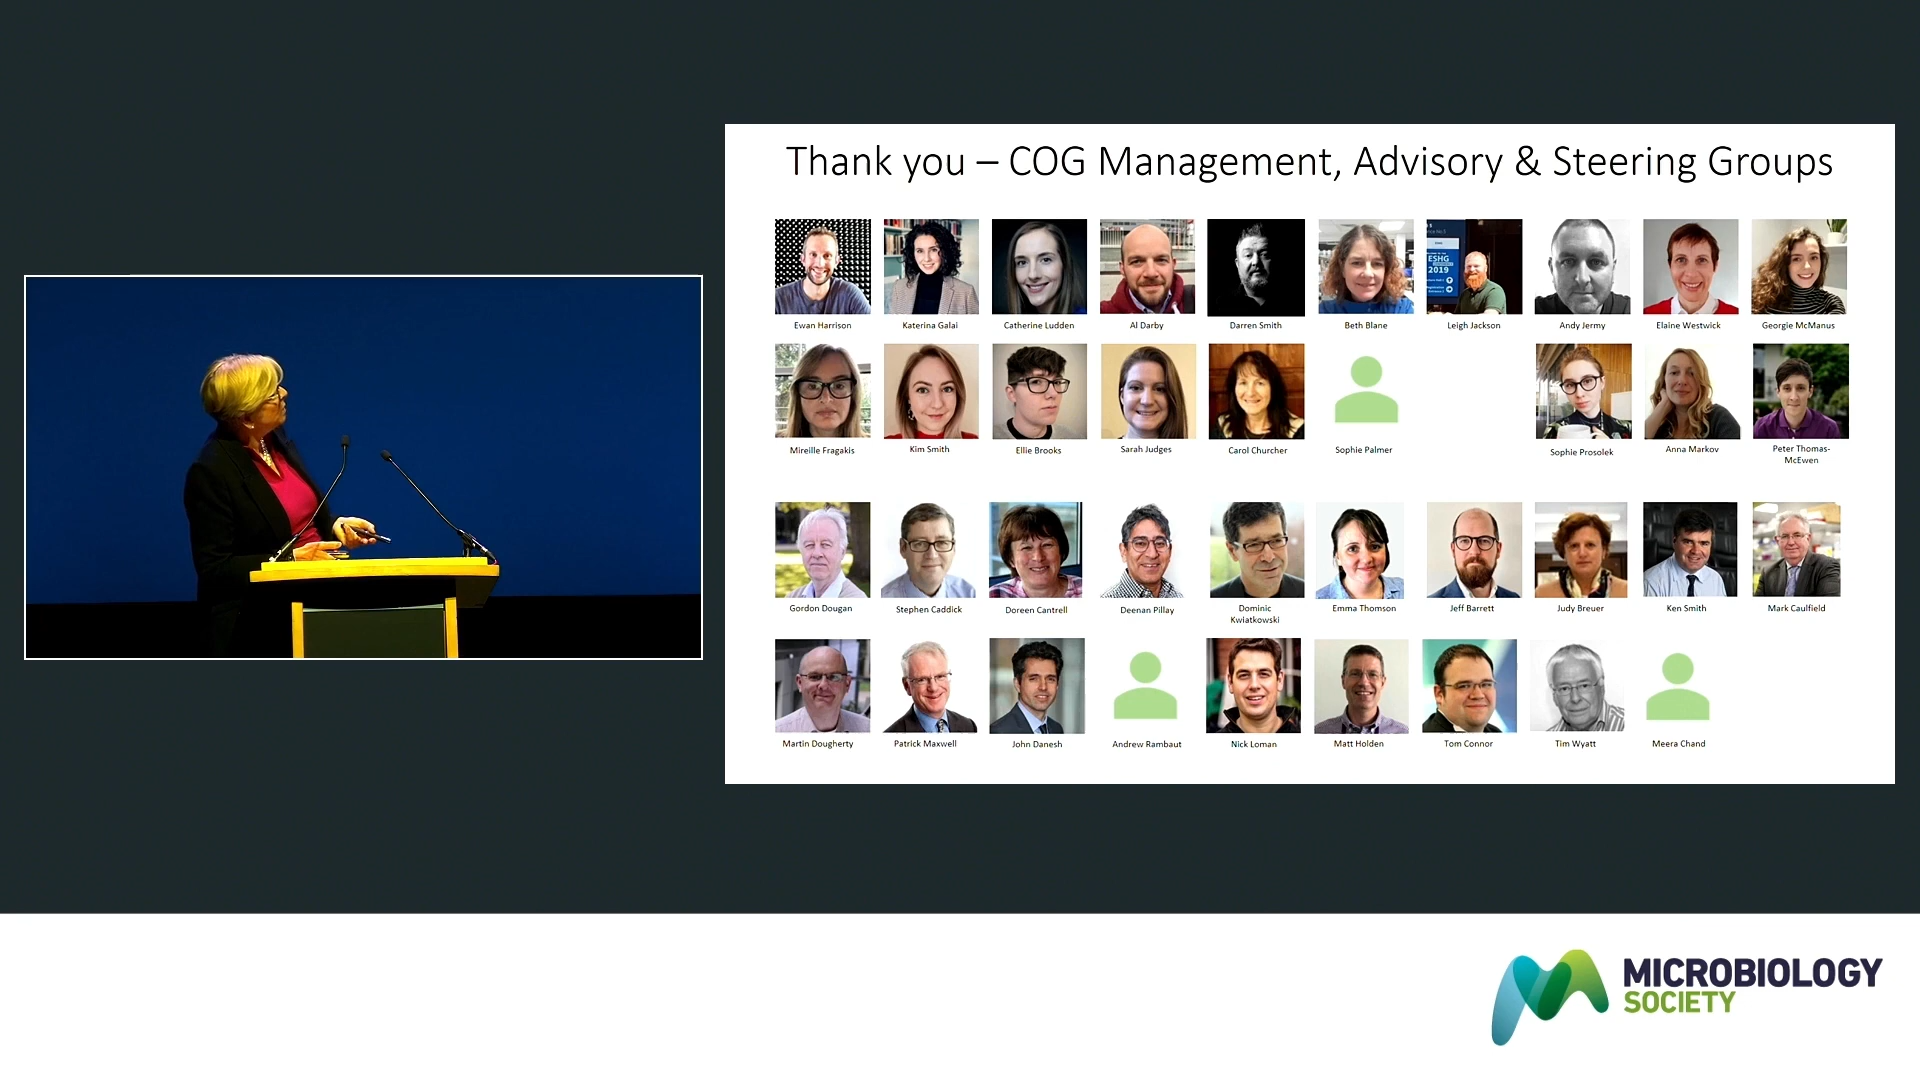 Thank you – COG Management, Advisory & Steering Groups
ESHG
2019
Ewan Harrison
Katerina Galai
Catherine Ludden
Al Darby
Darren Smith
Beth Blane
Leigh Jackson
Andy Jermy
Elaine Westwick
Georgie McManus
Mireille Fragakis
Kim Smith
Ellie Brooks
Sarah Judges
Carol Churcher
Sophie Palmer
Sophie Prosolek
Anna Markov
Peter Thomas-
McEwen
Gordon Dougan
Stephen Caddick
Doreen Cantrell
Deenan Pillay
Dominic
Kwiatkowski
Emma Thomson
Jeff Barrett
Judy Breuer
Ken Smith
Mark Caulfield
Martin Dougherty
Patrick Maxwell
John Danesh
Andrew Rambaut
Nick Loman
Matt Holden
Tom Connor
Tim Wyatt
Meera Chand
MICROBIOLOGY
SOCIETY